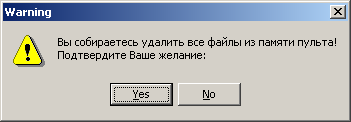 Warning
Вы собираетесь удалить все файлы из памяти пульта!
Подтвердите Ваше желание:
Yes
No